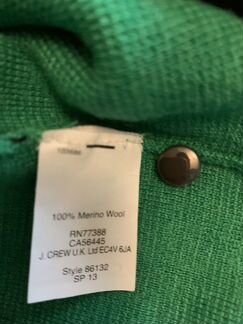 100% Merino Wool
RN77388
CA56445
J. CREW U.K. Ltd EC4V 6JA
Style 86132
SP 13